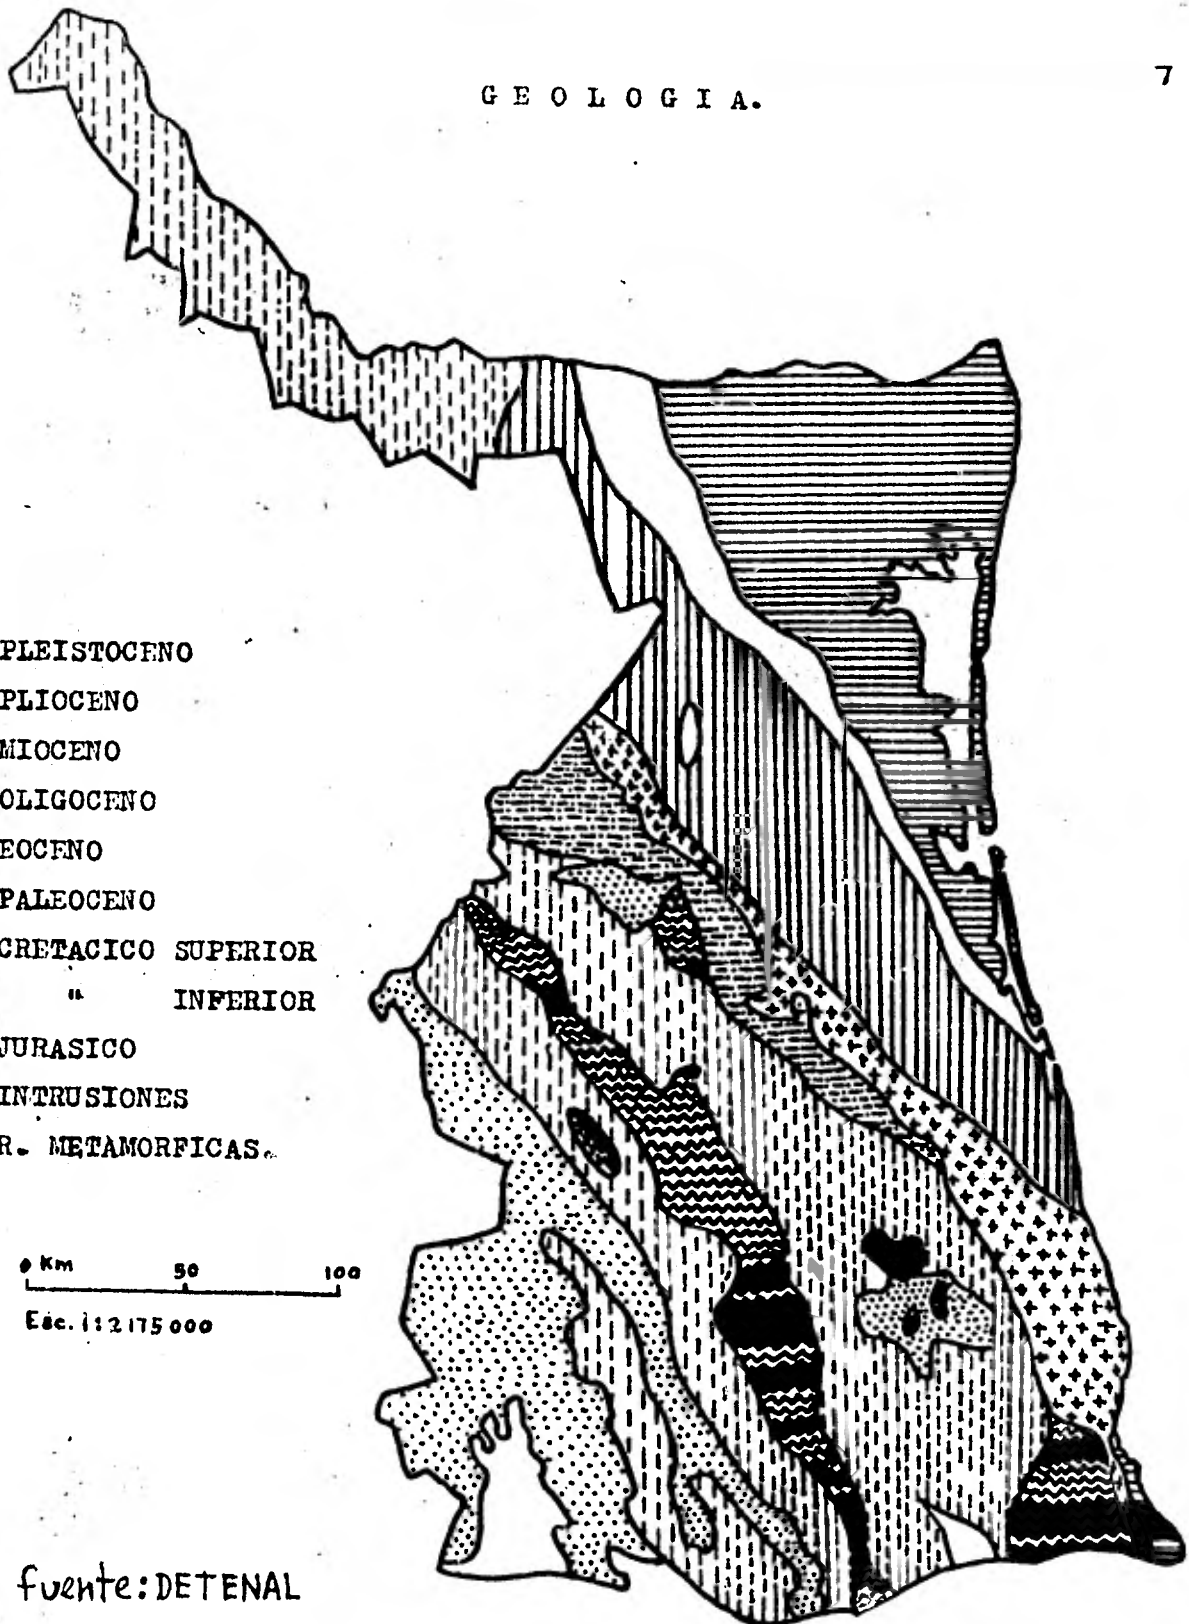 7
G E O L O G I A.
PLEISTOCENO
PLIOCENO
MIOCENO
OLIGOCENO
EOCENO
PALEOCENO
CRETACICO SUPERIOR
" INFERIOR
JURASICO
INTRUSIONES
R. METAMORFICAS.
0 Km 50 100
Esc. 1:2175000
fuente: DETENAL